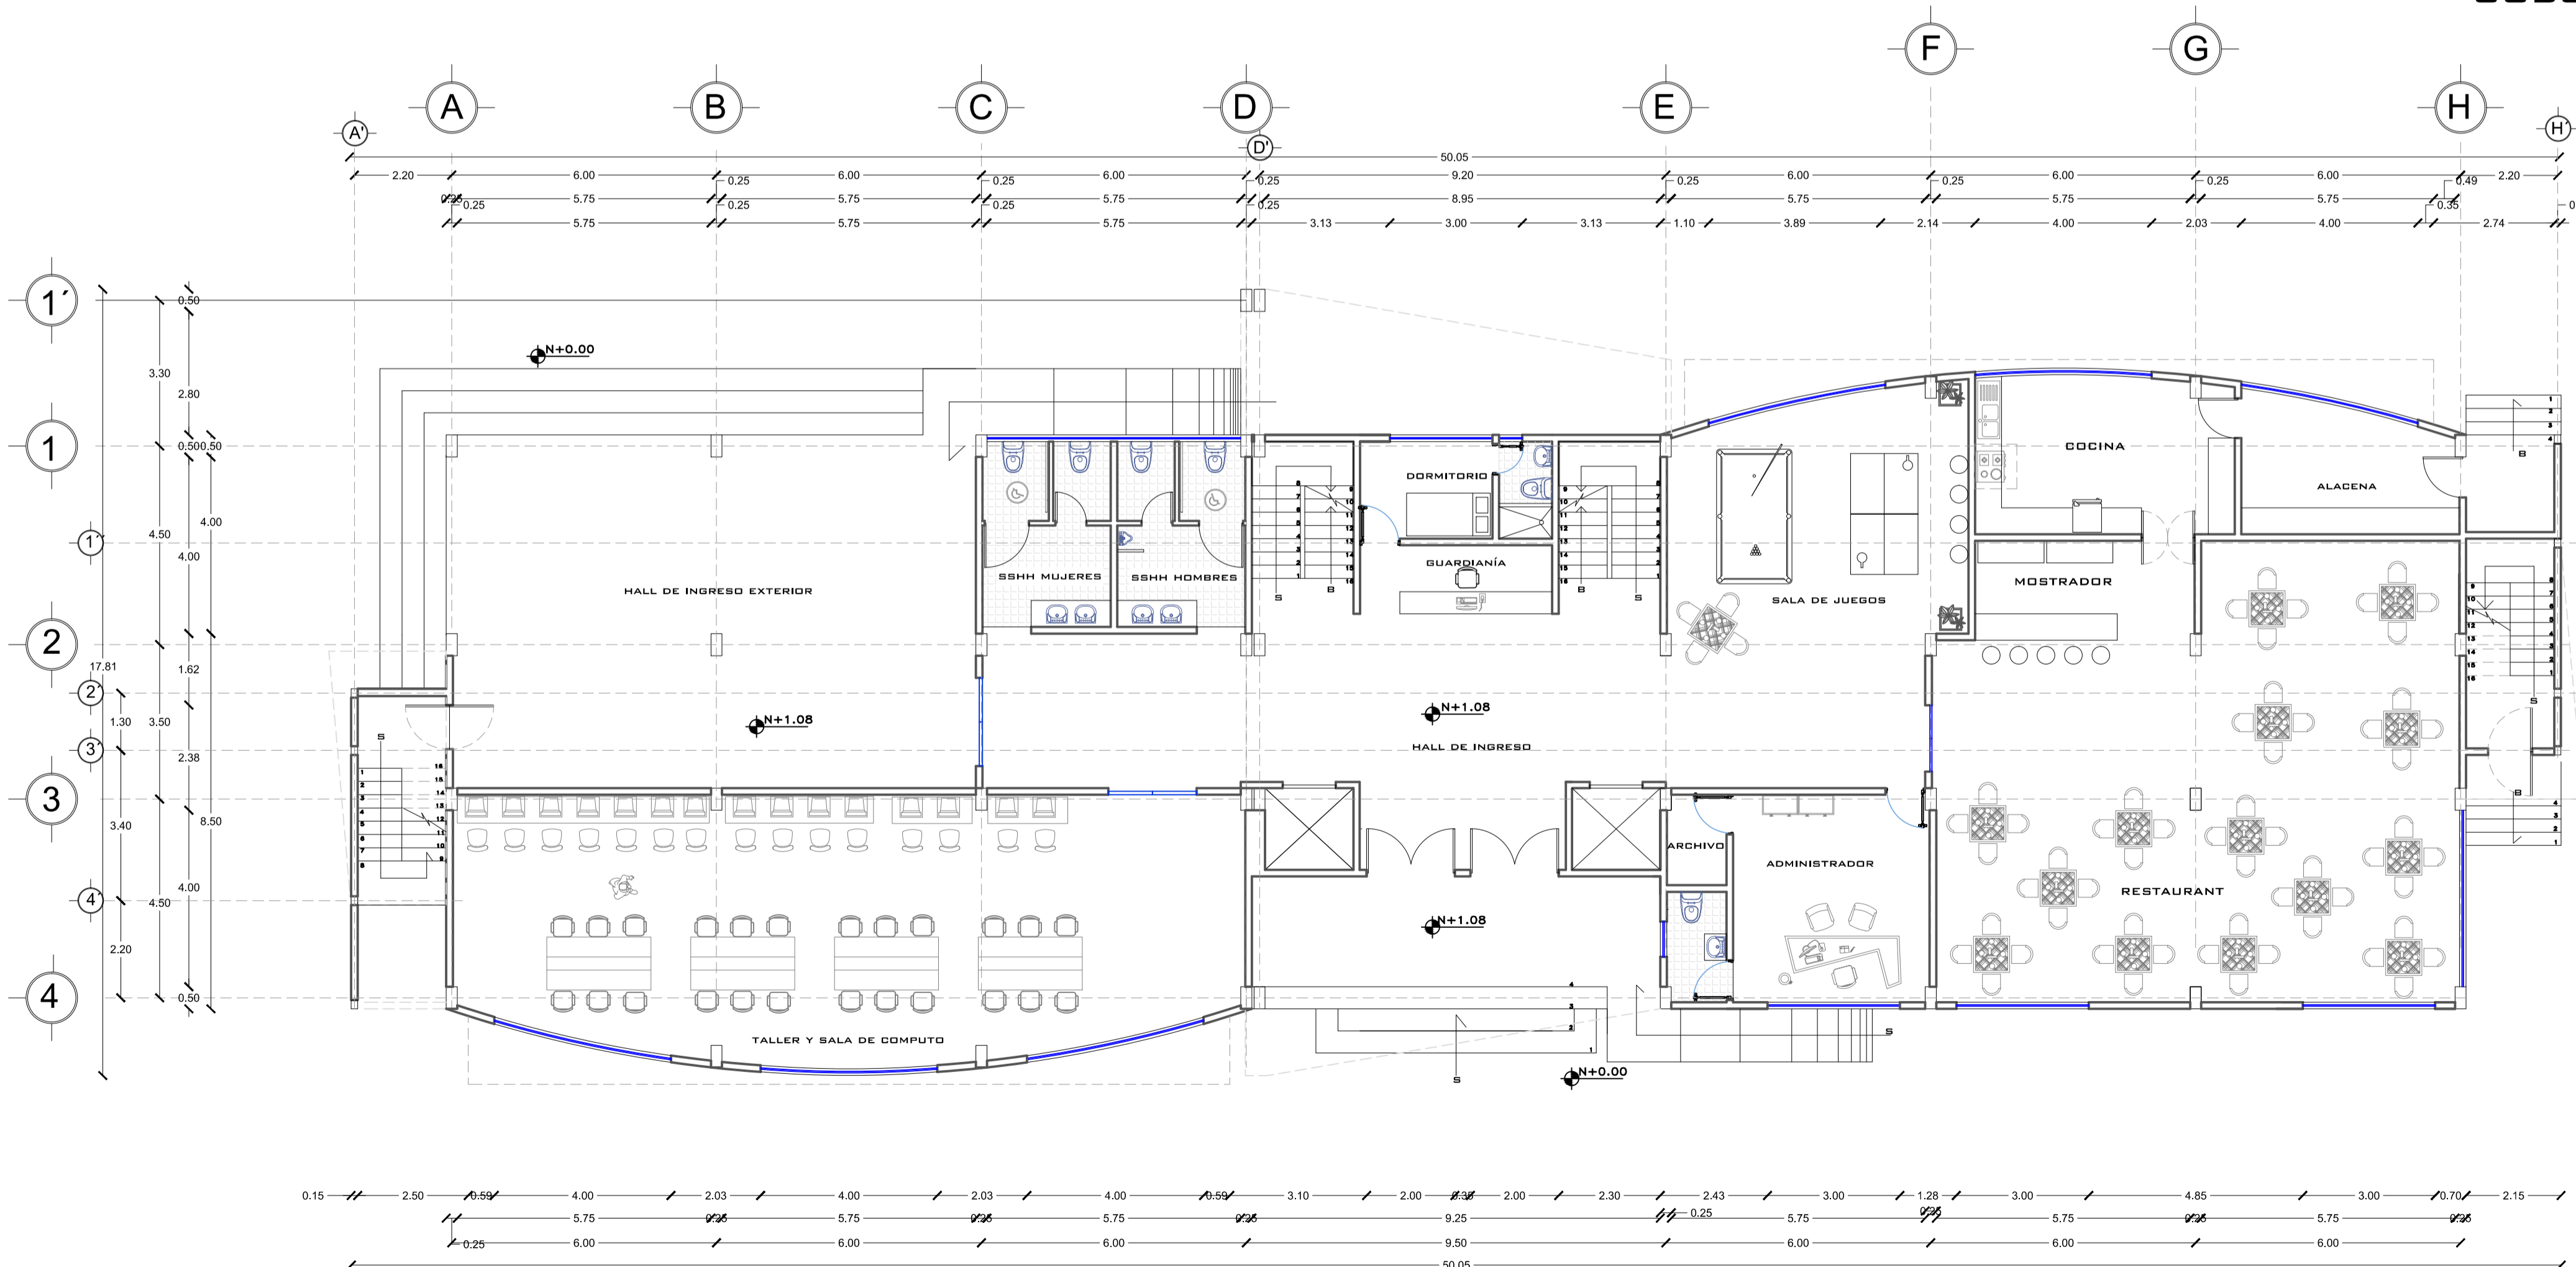 F G
A B C D E H
A' D' H'
50.05
2.20 6.00 6.00 6.00 9.20 6.00 6.00 6.00 2.20
0.25 0.25 0.25 0.25 0.25 0.25 0.49
5.75 5.75 5.75 8.95 5.75 5.75 5.75
0.25 0.25 0.25 0.35
5.75 5.75 5.75 3.13 3.00 3.13 1.10 3.89 2.14 4.00 2.03 4.00 2.74
1´
0.50
3.30
2.80
N+0.00
1
0.50 0.50
4.00
4.50
4.00
1'
2
17.81
1.62
2'
1.30 3.50
2.38
3'
3
3.40
8.50
4.00
4.50
4'
2.20
4
0.50
DORMITORIO
COCINA
ALACENA
GUARDIANÍA
SSHH MUJERES
SSHH HOMBRES
HALL DE INGRESO EXTERIOR
SALA DE JUEGOS
MOSTRADOR
N+1.08
N+1.08
HALL DE INGRESO
ARCHIVO
ADMINISTRADOR
RESTAURANT
N+1.08
TALLER Y SALA DE COMPUTO
N+0.00
0.15 2.50 0.59 4.00 2.03 4.00 2.03 4.00 0.59 3.10 2.00 2.00 2.30 2.43 3.00 1.28 3.00 4.85 3.00 0.70 2.15
5.75 5.75 5.75 9.25 0.25 5.75 5.75 5.75
0.25 6.00 6.00 6.00 9.50 6.00 6.00 6.00
50.05